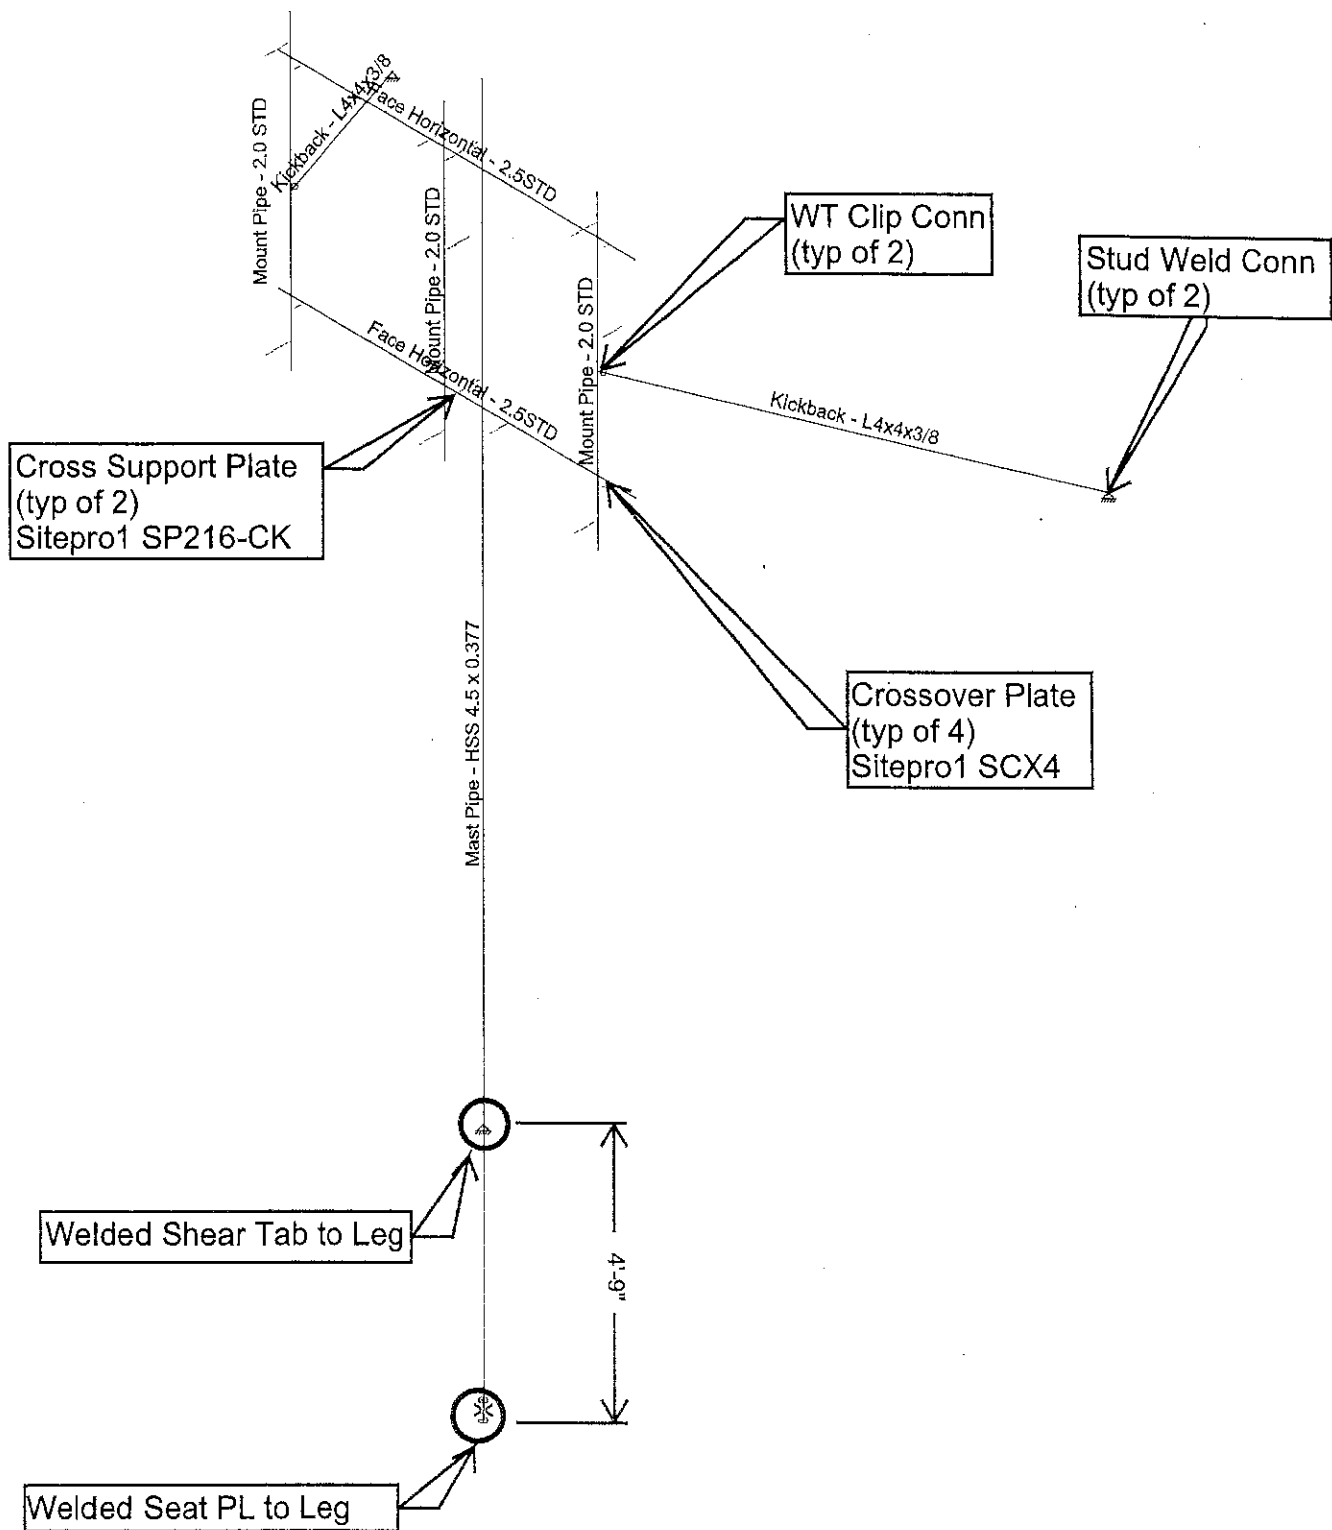 Mount Pipe - 2.0 STD
Kickback - L4x4x3/8
Face Horizontal - 2.5STD
Mount Pipe - 2.0 STD
Face Horizontal - 2.5STD
Mount Pipe - 2.0 STD
WT Clip Conn
(typ of 2)
Stud Weld Conn
(typ of 2)
Kickback - L4x4x3/8
Cross Support Plate
(typ of 2)
Sitepro1 SP216-CK
Crossover Plate
(typ of 4)
Sitepro1 SCX4
Mast Pipe - HSS 4.5 x 0.377
Welded Shear Tab to Leg
4'-9"
Welded Seat PL to Leg